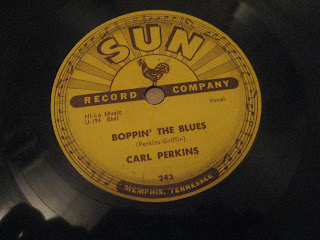 SUN
RECORD COMPANY
Hi-Lo Music
U-194 BMI
Vocal
BOPPIN' THE BLUES
(Perkins-Griffin)
CARL PERKINS
243
MEMPHIS, TENNESSEE